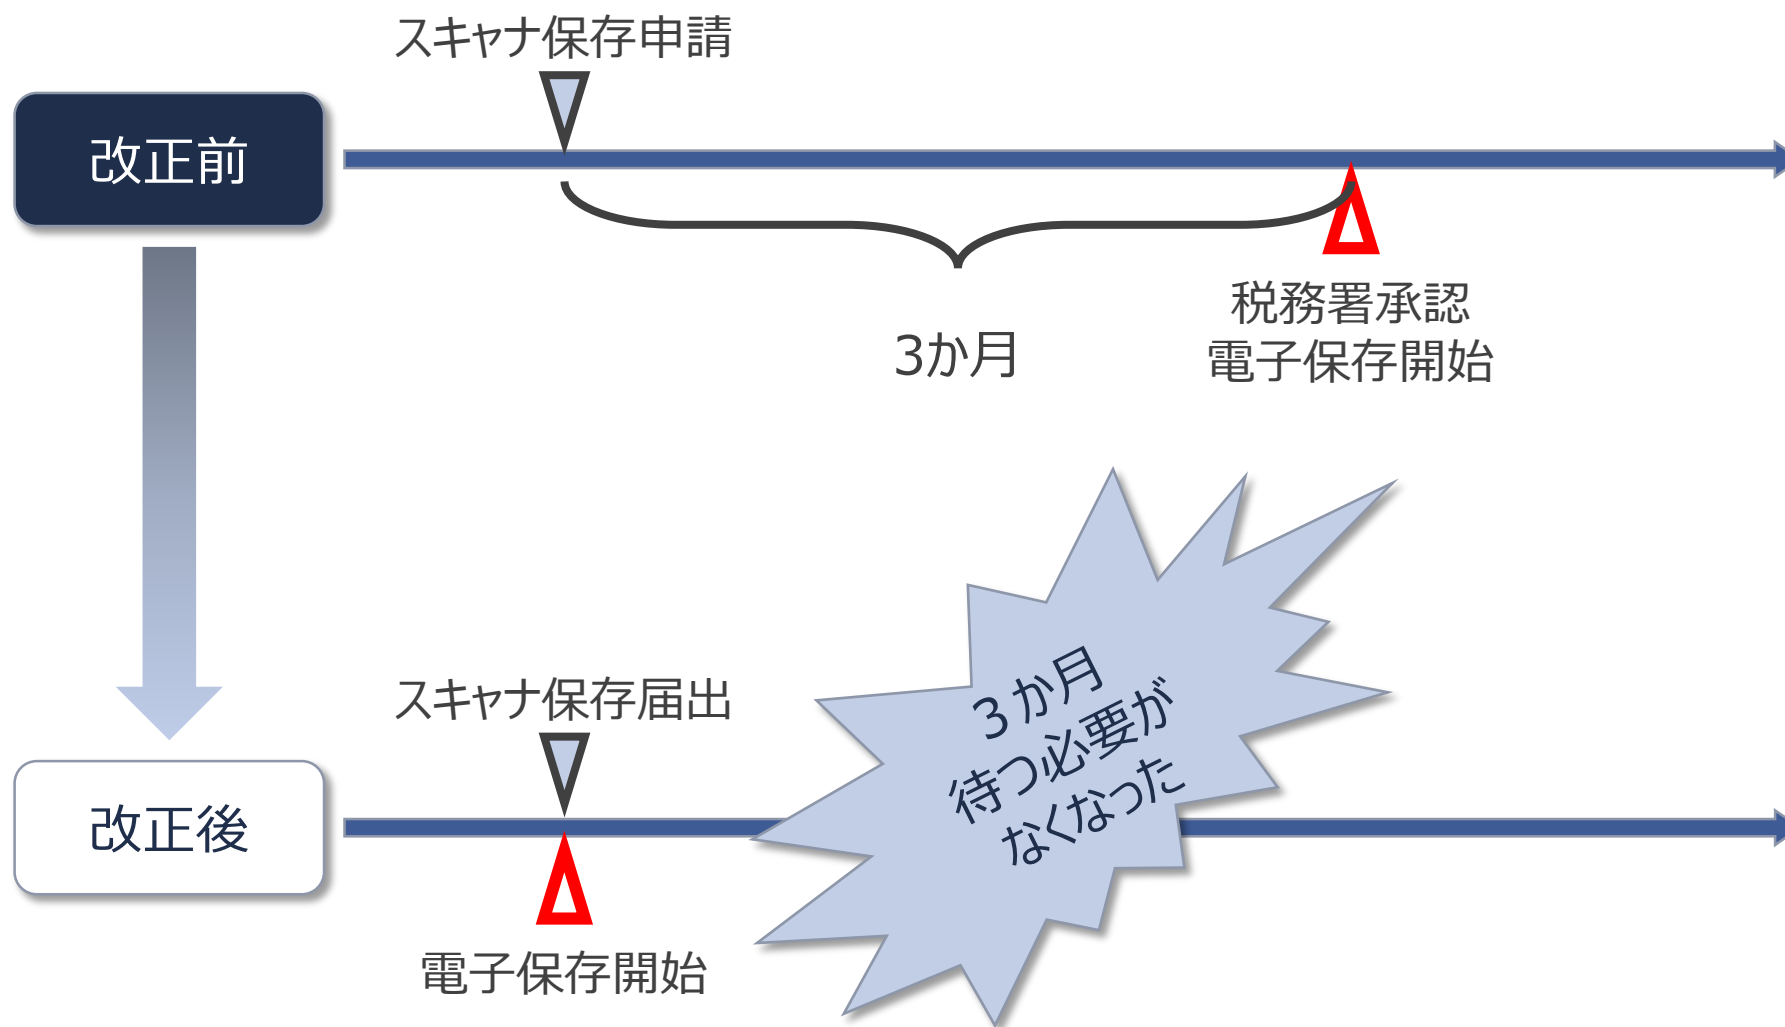 スキャナ保存申請
改正前
3か月
税務署承認
電子保存開始
３か月
待つ必要が
なくなった
スキャナ保存届出
改正後
電子保存開始